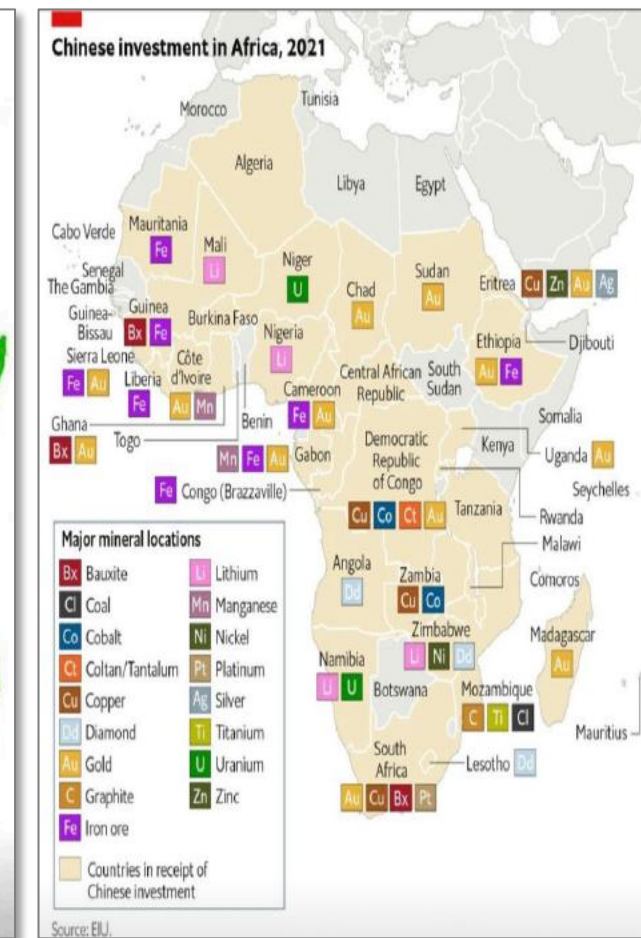 Chinese investment in Africa, 2021
Tunisia
Morocco
Algeria
Libya
Egypt
Cabo Verde
Mauritania
Fe
Mali
Li
Niger
U
Chad
Au
Sudan
Au
Eritrea Cu Zn Au Ag
Senegal
The Gambia
Guinea-
Bissau
Guinea
Bx Fe
Burkina Faso
Nigeria
Li
Ethiopia
Au Fe
Djibouti
Sierra Leone
Fe Au
Liberia
Fe
Côte
d'Ivoire
Au Mn
Cameroon
Fe Au
Central African
Republic
South
Sudan
Somalia
Ghana
Bx Au
Togo
Benin
Mn Fe Au Gabon
Democratic
Republic
of Congo
Cu Co Ct Au
Kenya
Uganda Au
Seychelles
Fe Congo (Brazzaville)
Tanzania
Rwanda
Malawi
Angola
Dd
Zambia
Cu Co
Comoros
Zimbabwe
Li Ni Dd
Madagascar
Au
Namibia
Li U
Botswana
Mozambique
C Ti Cl
Mauritius
South
Africa
Au Cu Bx Pt
Lesotho Dd
Major mineral locations
Bx Bauxite
Cl Coal
Co Cobalt
Ct Coltan/Tantalum
Cu Copper
Dd Diamond
Au Gold
C Graphite
Fe Iron ore
Li Lithium
Mn Manganese
Ni Nickel
Pt Platinum
Ag Silver
Ti Titanium
U Uranium
Zn Zinc
Countries in receipt of
Chinese investment
Source: EIU.